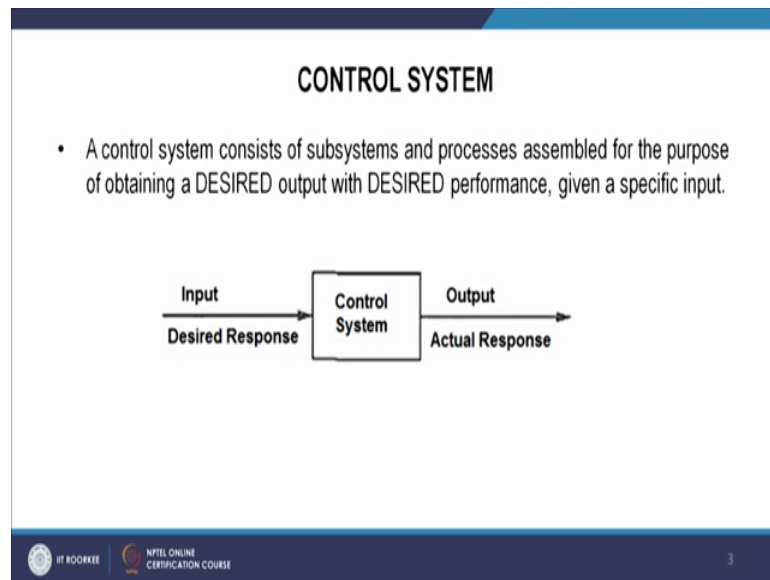 CONTROL SYSTEM
• A control system consists of subsystems and processes assembled for the purpose
of obtaining a DESIRED output with DESIRED performance, given a specific input.
Input
Desired Response
Control
System
Output
Actual Response
IIT ROORKEE
NPTEL ONLINE
CERTIFICATION COURSE
3